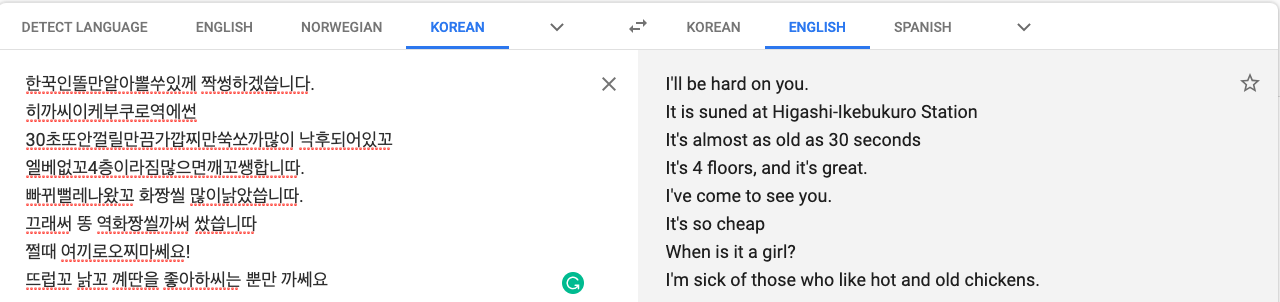 DETECT LANGUAGE ENGLISH NORWEGIAN KOREAN KOREAN ENGLISH SPANISH
한꾹인뜰만알아뽈쑤있께 짝썽하겠씁니다.
히까씨이케부쿠로역에썬
30초또안껄릴만끔가깝찌만쑥쏘까많이 낙후되어있꼬
엘베없꼬4층이라짐많으면깨꼬쌩합니따.
빠뀌뻘레나왔꼬 화짱씰 많이낡았씁니따.
끄래써 똥 역화짱씰까써 쌌씁니따
쩔때 여끼로오찌마쎄요!
뜨럽꼬 낡꼬 꼐딴을 좋아하씨는 뿐만 까쎄요
I'll be hard on you.
It is suned at Higashi-Ikebukuro Station
It's almost as old as 30 seconds
It's 4 floors, and it's great.
I've come to see you.
It's so cheap
When is it a girl?
I'm sick of those who like hot and old chickens.